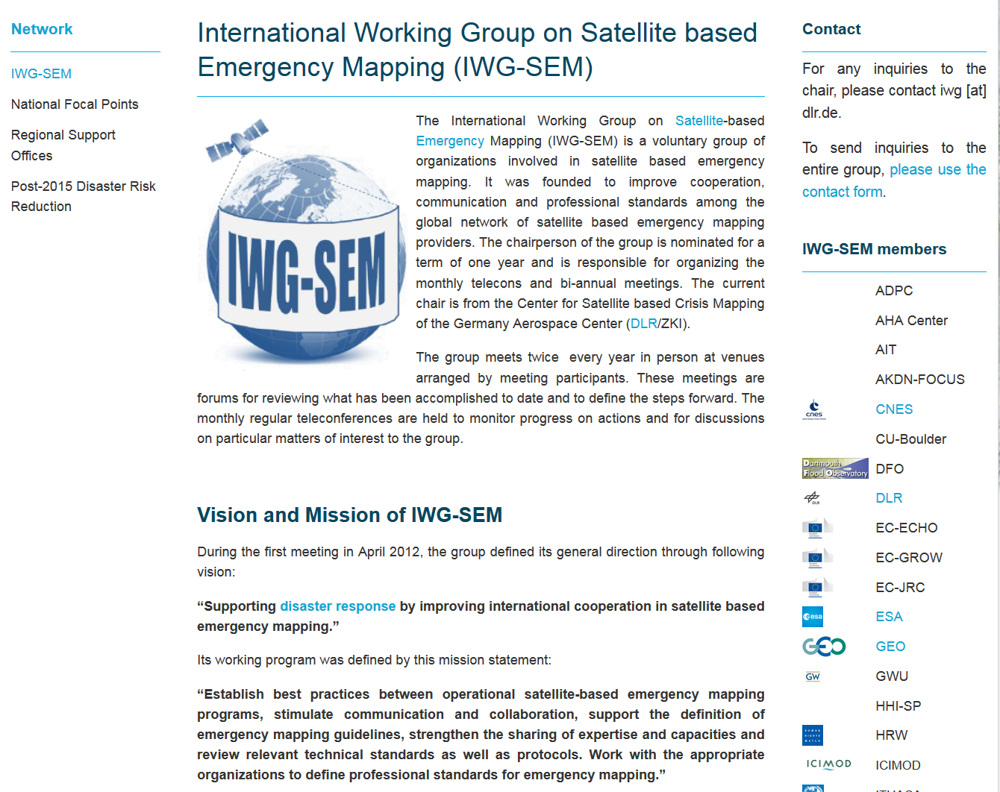 Network
IWG-SEM
National Focal Points
Regional Support
Offices
Post-2015 Disaster Risk
Reduction
International Working Group on Satellite based
Emergency Mapping (IWG-SEM)
IWG-SEM
The International Working Group on Satellite-based
Emergency Mapping (IWG-SEM) is a voluntary group of
organizations involved in satellite based emergency
mapping. It was founded to improve cooperation,
communication and professional standards among the
global network of satellite based emergency mapping
providers. The chairperson of the group is nominated for a
term of one year and is responsible for organizing the
monthly telecons and bi-annual meetings. The current
chair is from the Center for Satellite based Crisis Mapping
of the Germany Aerospace Center (DLR/ZKI).
The group meets twice every year in person at venues
arranged by meeting participants. These meetings are
forums for reviewing what has been accomplished to date and to define the steps forward. The
monthly regular teleconferences are held to monitor progress on actions and for discussions
on particular matters of interest to the group.
Vision and Mission of IWG-SEM
During the first meeting in April 2012, the group defined its general direction through following
vision:
“Supporting disaster response by improving international cooperation in satellite based
emergency mapping.”
Its working program was defined by this mission statement:
“Establish best practices between operational satellite-based emergency mapping
programs, stimulate communication and collaboration, support the definition of
emergency mapping guidelines, strengthen the sharing of expertise and capacities and
review relevant technical standards as well as protocols. Work with the appropriate
organizations to define professional standards for emergency mapping.”
Contact
For any inquiries to the
chair, please contact iwg [at]
dlr.de.
To send inquiries to the
entire group, please use the
contact form.
IWG-SEM members
ADPC
AHA Center
AIT
AKDN-FOCUS
cnes CNES
CU-Boulder
Dartmouth
Flood Observatory DFO
DLR DLR
EC-ECHO
EC-GROW
EC-JRC
esa ESA
GEO GEO
GW GWU
HHI-SP
HUMAN
RIGHTS
WATCH HRW
ICIMOD ICIMOD
ITHACA